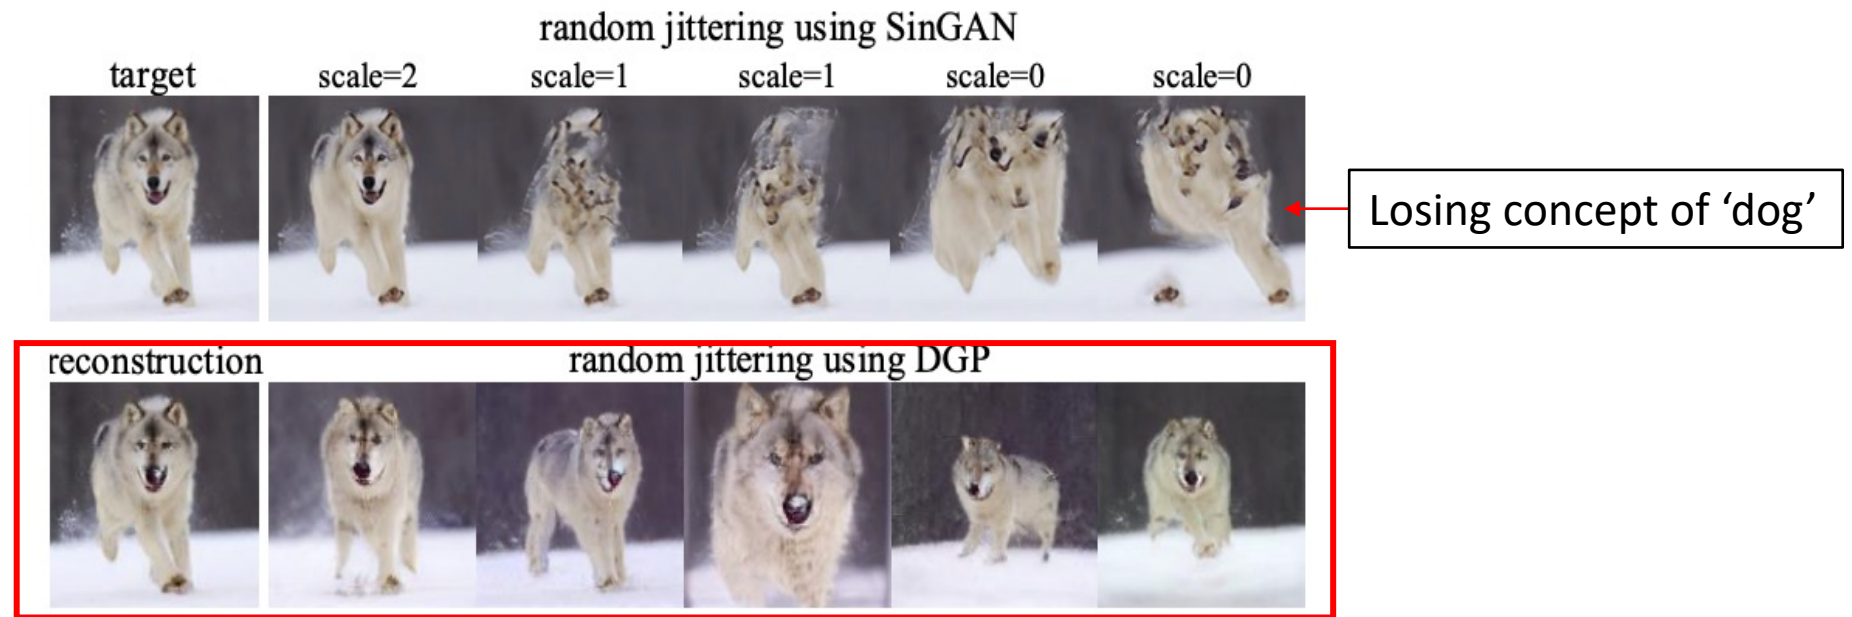 random jittering using SinGAN
target scale=2 scale=1 scale=1 scale=0 scale=0
Losing concept of ‘dog’
reconstruction random jittering using DGP